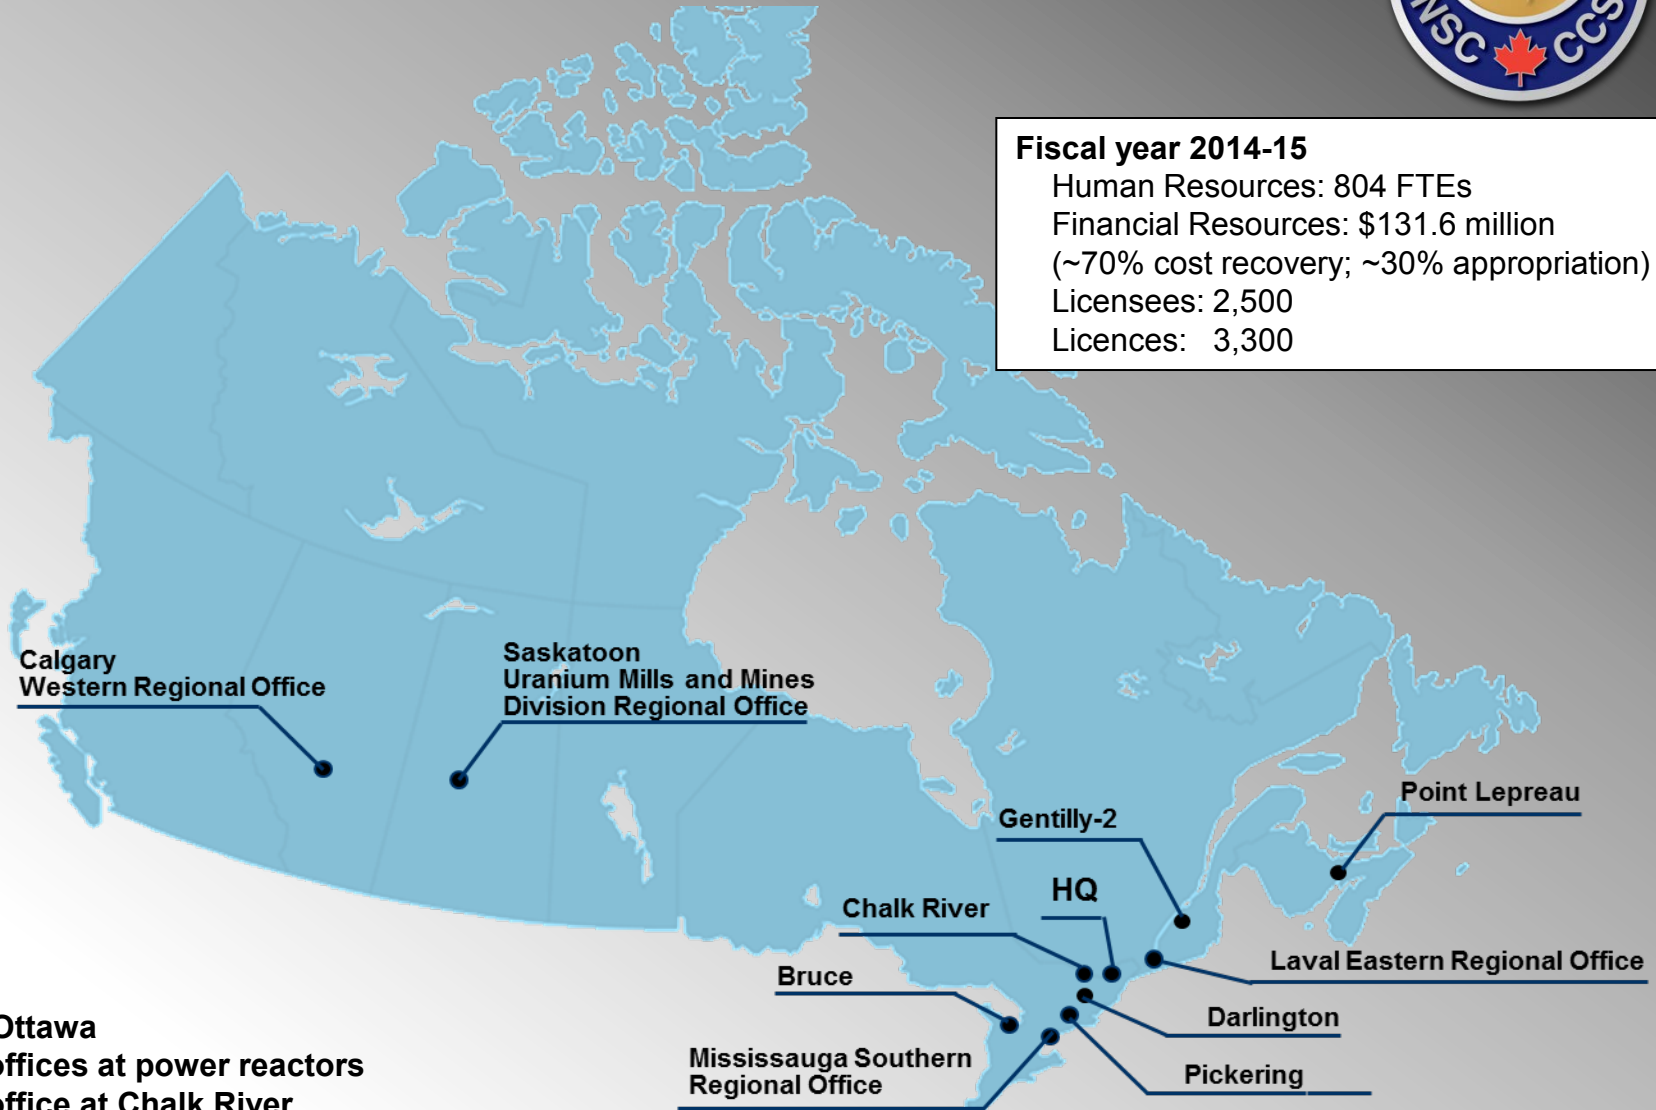 NSC CCS
Fiscal year 2014-15
Human Resources: 804 FTEs
Financial Resources: $131.6 million
(~70% cost recovery; ~30% appropriation)
Licensees: 2,500
Licences: 3,300
Calgary
Western Regional Office
Saskatoon
Uranium Mills and Mines
Division Regional Office
Point Lepreau
Gentilly-2
HQ
Chalk River
Laval Eastern Regional Office
Bruce
Darlington
Mississauga Southern
Regional Office
Pickering
Ottawa
offices at power reactors
office at Chalk River